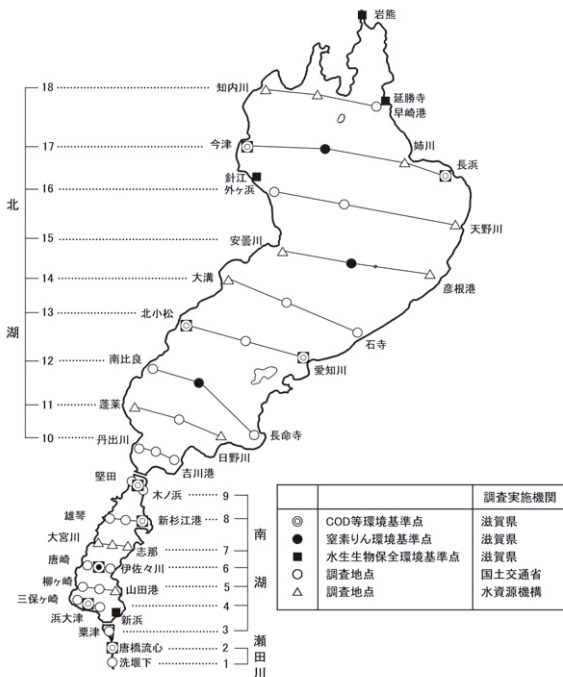 岩熊
18
知内川
延勝寺
早崎港
17
今津
姉川
長浜
針江
16
外ヶ浜
北
天野川
15
安曇川
14
大溝
彦根港
13
北小松
湖
石寺
12
南比良
愛知川
11
蓬莱
10
丹出川
日野川
長命寺
吉川港
堅田
木ノ浜
9
雄琴
新杉江港
8
南
大宮川
志那
7
唐崎
伊佐々川
6
湖
柳ヶ崎
山田港
5
三保ヶ崎
4
浜大津
新浜
粟津
3
瀬田川
唐橋流心
2
洗堰下
1
調査実施機関
◎ COD等環境基準点 滋賀県
● 窒素りん環境基準点 滋賀県
■ 水生生物保全環境基準点 滋賀県
○ 調査地点 国土交通省
△ 調査地点 水資源機構